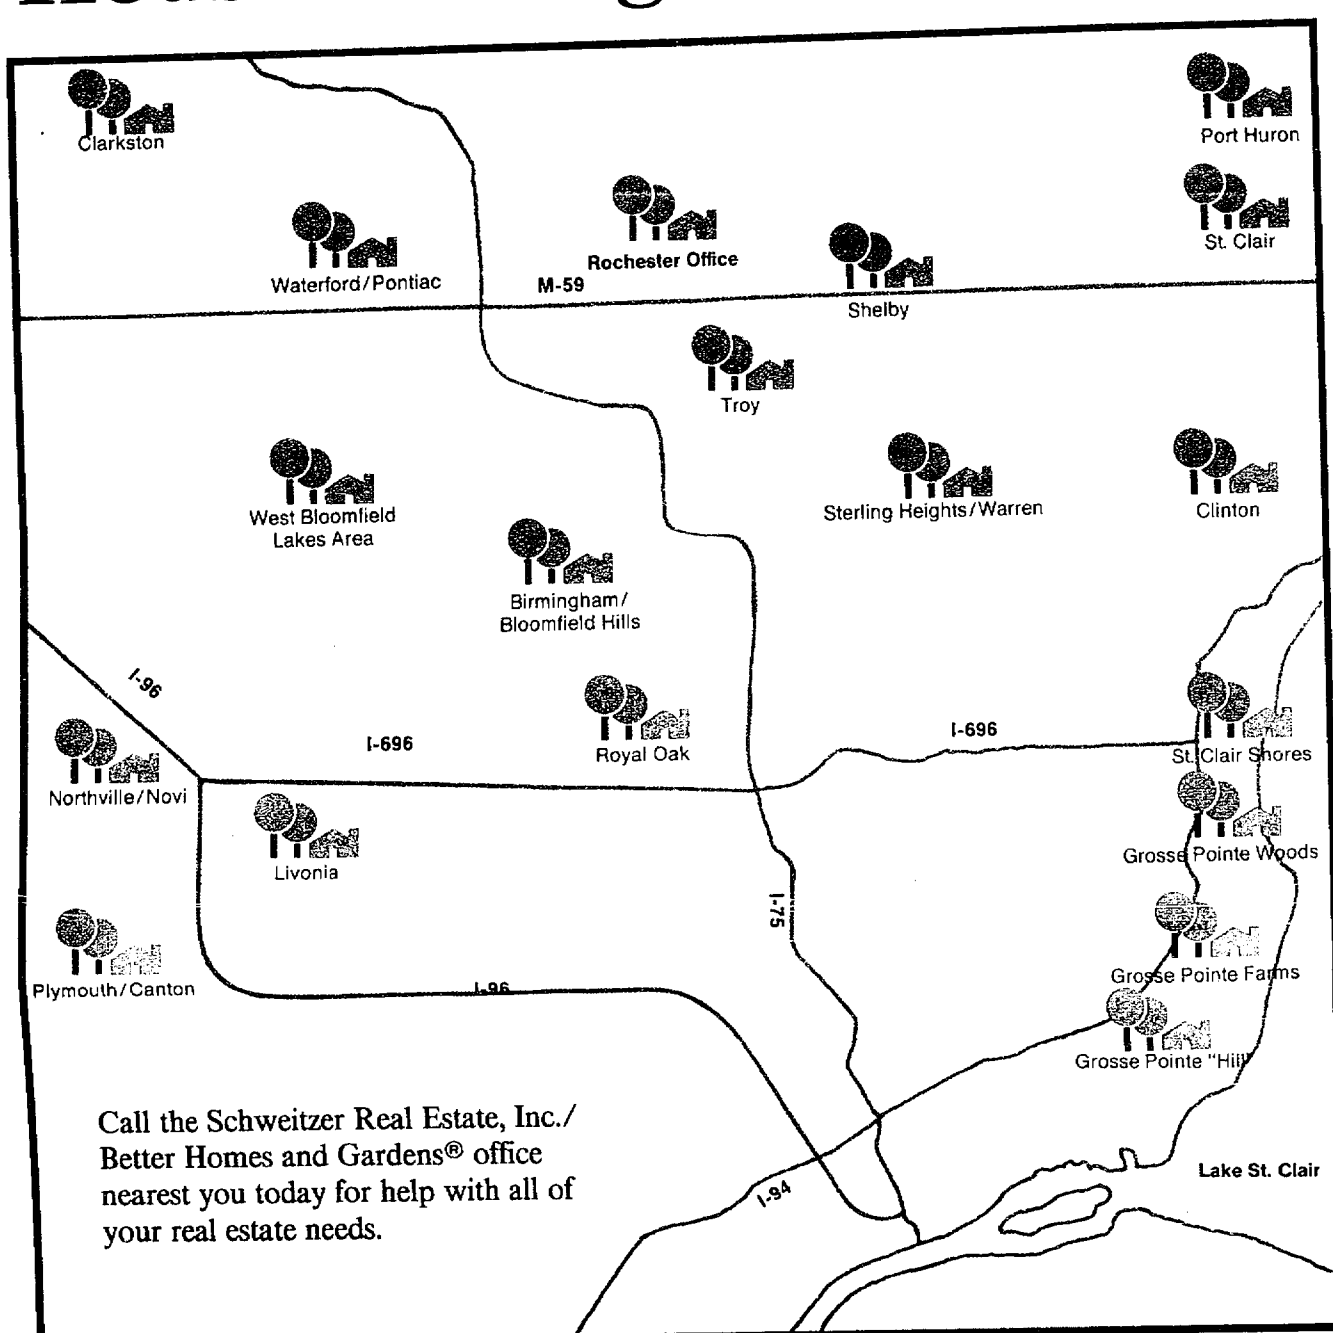 Clarkston
Port Huron
St. Clair
Rochester Office
Waterford/Pontiac
M-59
Shelby
Troy
West Bloomfield
Lakes Area
Sterling Heights/Warren
Clinton
Birmingham/
Bloomfield Hills
I-96
I-696
Royal Oak
I-696
St. Clair Shores
Northville/Novi
Livonia
Grosse Pointe Woods
I-75
Plymouth/Canton
I-96
Grosse Pointe Farms
Grosse Pointe "Hill"
Call the Schweitzer Real Estate, Inc./
Better Homes and Gardens® office
nearest you today for help with all of
your real estate needs.
I-94
Lake St. Clair